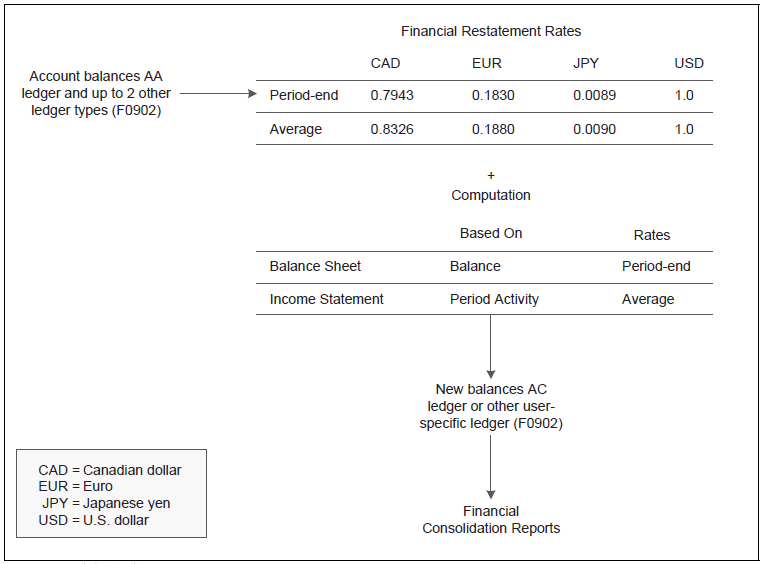 Financial Restatement Rates
CAD EUR JPY USD
Account balances AA
ledger and up to 2 other
ledger types (F0902)
Period-end 0.7943 0.1830 0.0089 1.0
Average 0.8326 0.1880 0.0090 1.0
+
Computation
Based On Rates
Balance Sheet Balance Period-end
Income Statement Period Activity Average
New balances AC
ledger or other user-
specific ledger (F0902)
CAD = Canadian dollar
EUR = Euro
JPY = Japanese yen
USD = U.S. dollar
Financial
Consolidation Reports